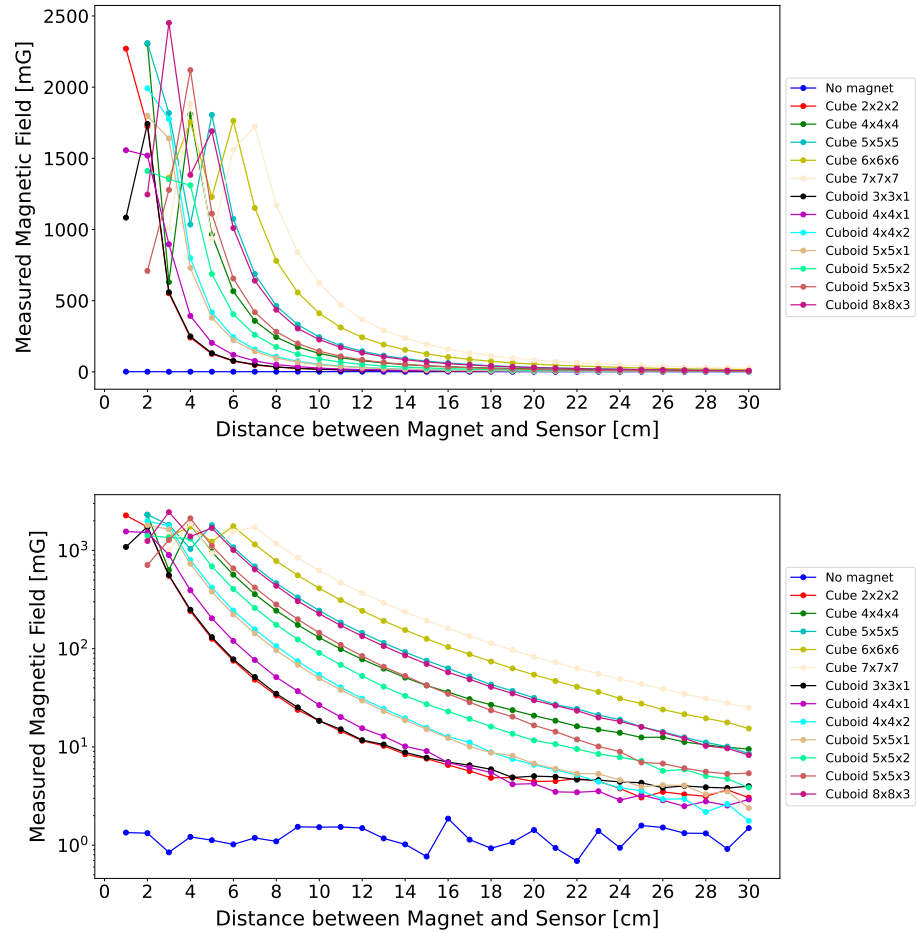 Measured Magnetic Field [mG]
2500
2000
1500
1000
500
0
0 2 4 6 8 10 12 14 16 18 20 22 24 26 28 30
Distance between Magnet and Sensor [cm]
No magnet
Cube 2x2x2
Cube 4x4x4
Cube 5x5x5
Cube 6x6x6
Cube 7x7x7
Cuboid 3x3x1
Cuboid 4x4x1
Cuboid 4x4x2
Cuboid 5x5x1
Cuboid 5x5x2
Cuboid 5x5x3
Cuboid 8x8x3
Measured Magnetic Field [mG]
10³
10²
10¹
10⁰
0 2 4 6 8 10 12 14 16 18 20 22 24 26 28 30
Distance between Magnet and Sensor [cm]
No magnet
Cube 2x2x2
Cube 4x4x4
Cube 5x5x5
Cube 6x6x6
Cube 7x7x7
Cuboid 3x3x1
Cuboid 4x4x1
Cuboid 4x4x2
Cuboid 5x5x1
Cuboid 5x5x2
Cuboid 5x5x3
Cuboid 8x8x3